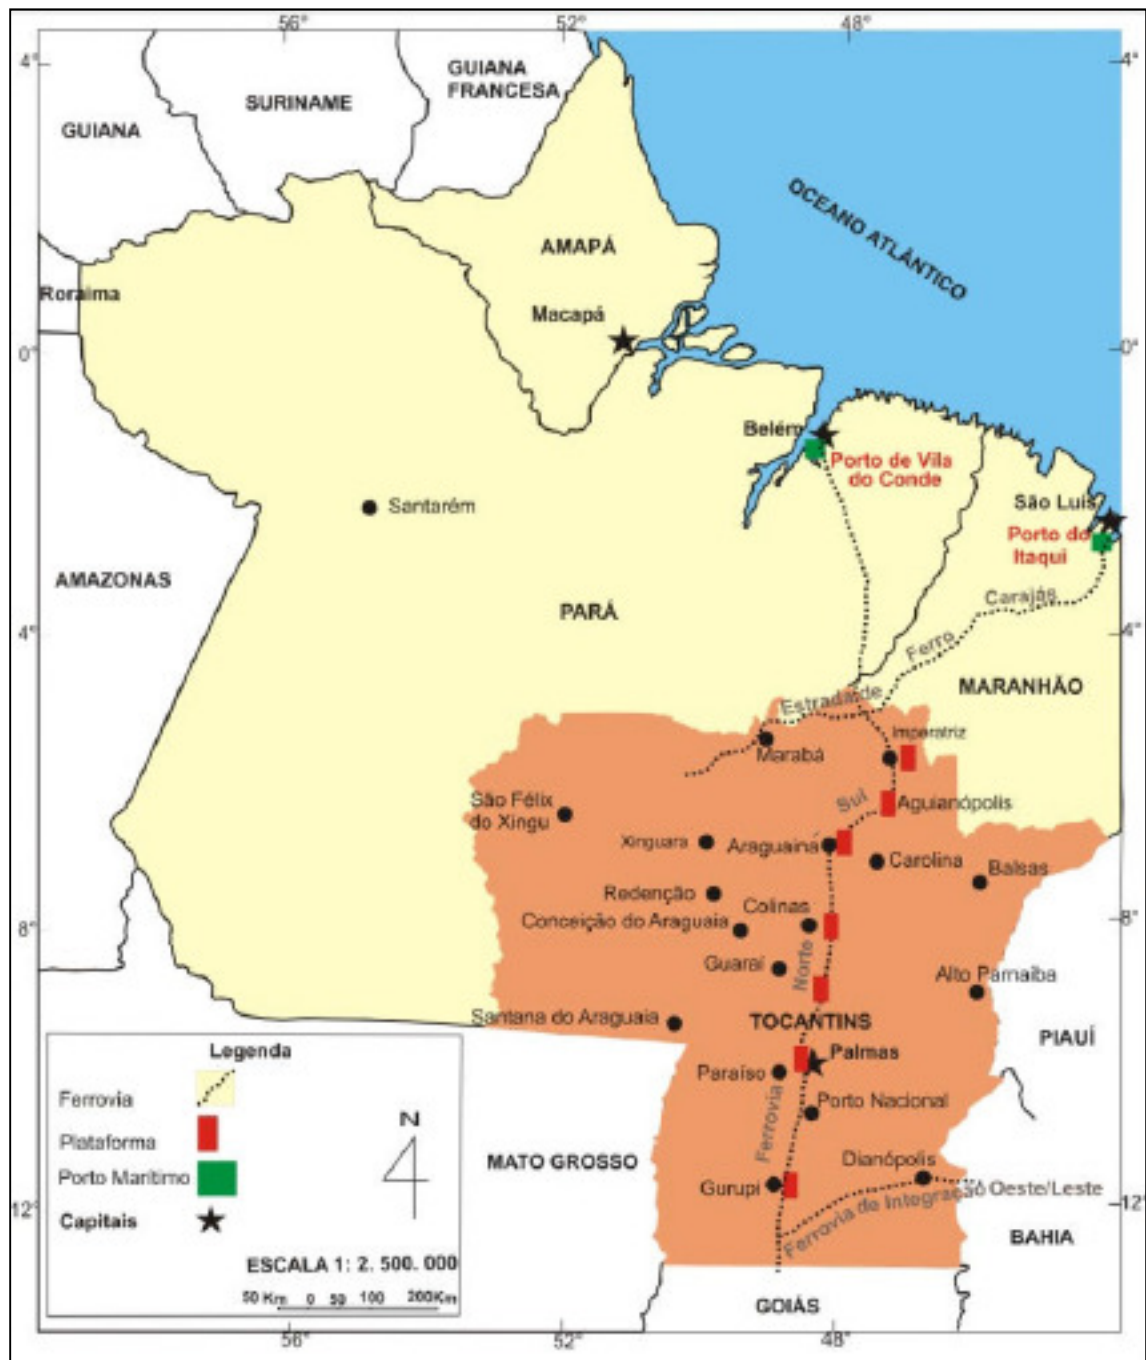 56°
52°
48°
4°
4°
GUIANA
FRANCESA
SURINAME
GUIANA
OCEANO ATLÂNTICO
AMAPÁ
Roraima
Macapá
0°
0°
Belém
Porto de Vila
do Conde
Santarém
São Luis
Porto do
Itaqui
AMAZONAS
Carajás
PARÁ
4°
4°
Ferro
MARANHÃO
Estrada de
Imperatriz
Marabá
São Félix
do Xingu
Sul
Aguianópolis
Xinguara
Araguaína
Carolina
Balsas
Redenção
Colinas
Conceição do Araguaia
8°
8°
Guaraí
Norte
Alto Parnaíba
Santana do Araguaia
TOCANTINS
PIAUÍ
Palmas
Paraíso
Porto Nacional
Ferrovia
MATO GROSSO
Dianópolis
Gurupi
Ferrovia de Integração Oeste/Leste
12°
12°
BAHIA
GOIÁS
Legenda
Ferrovia
Plataforma
Porto Marítimo
Capitais
N
ESCALA 1: 2. 500. 000
50 Km 0 50 100 200Km
56°
52°
48°